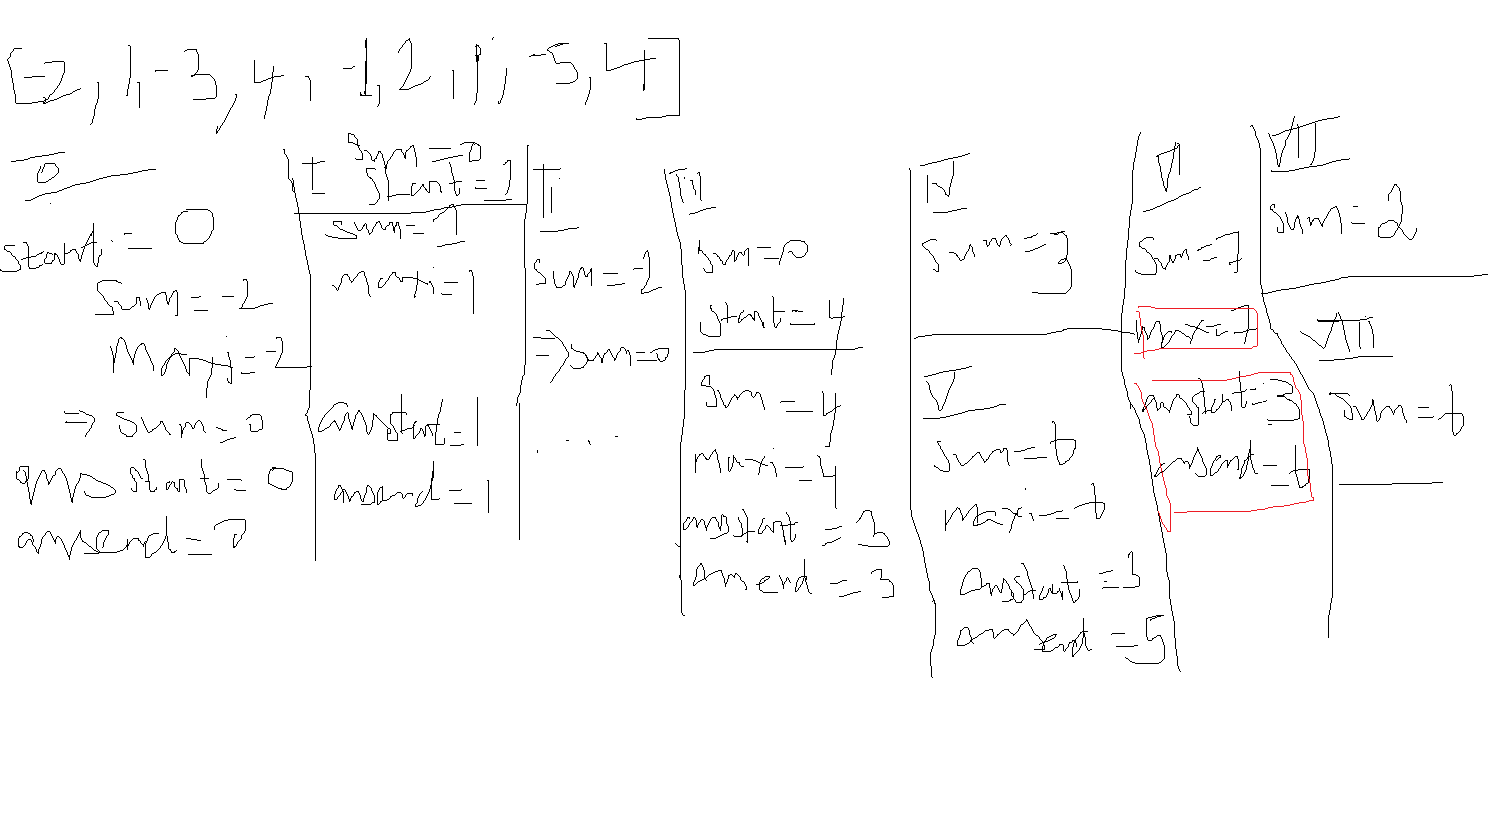 [-2, 1, -3, 4, -1, 2, 1, -5, 4]
0
start = 0
sum = -2
maxi = -2
=> sum = 0
ans start = 0
ansend = 0
I
sum = 0
start = 1
sum = 1
maxi = 1
ansstart = 1
ansend = 1
II
sum = -2
=> sum = 0
.....
III
sum = 0
start = 4
sum = 4
maxi = 4
ansstart = 3
ansend = 3
IV
sum = 3
V
sum = 6
maxi = 6
ansstart = 3
ansend = 5
VI
sum = 7
maxi = 7
ansstart = 3
ansend = 6
VII
sum = 2
VIII
sum = 6